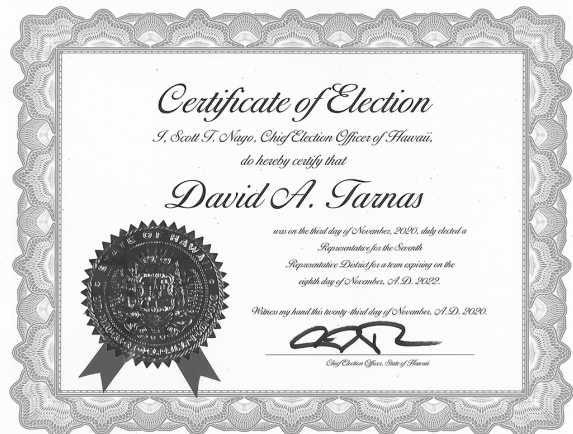 Certificate of Election
I, Scott T. Nago, Chief Election Officer of Hawaii,
do hereby certify that
David A. Tarnas
was on the third day of November, 2020, duly elected a
Representative for the Seventh
Representative District for a term expiring on the
eighth day of November, A.D. 2022.
Witness my hand this twenty-third day of November, A.D. 2020.
Chief Election Officer, State of Hawaii
STATE OF HAWAII